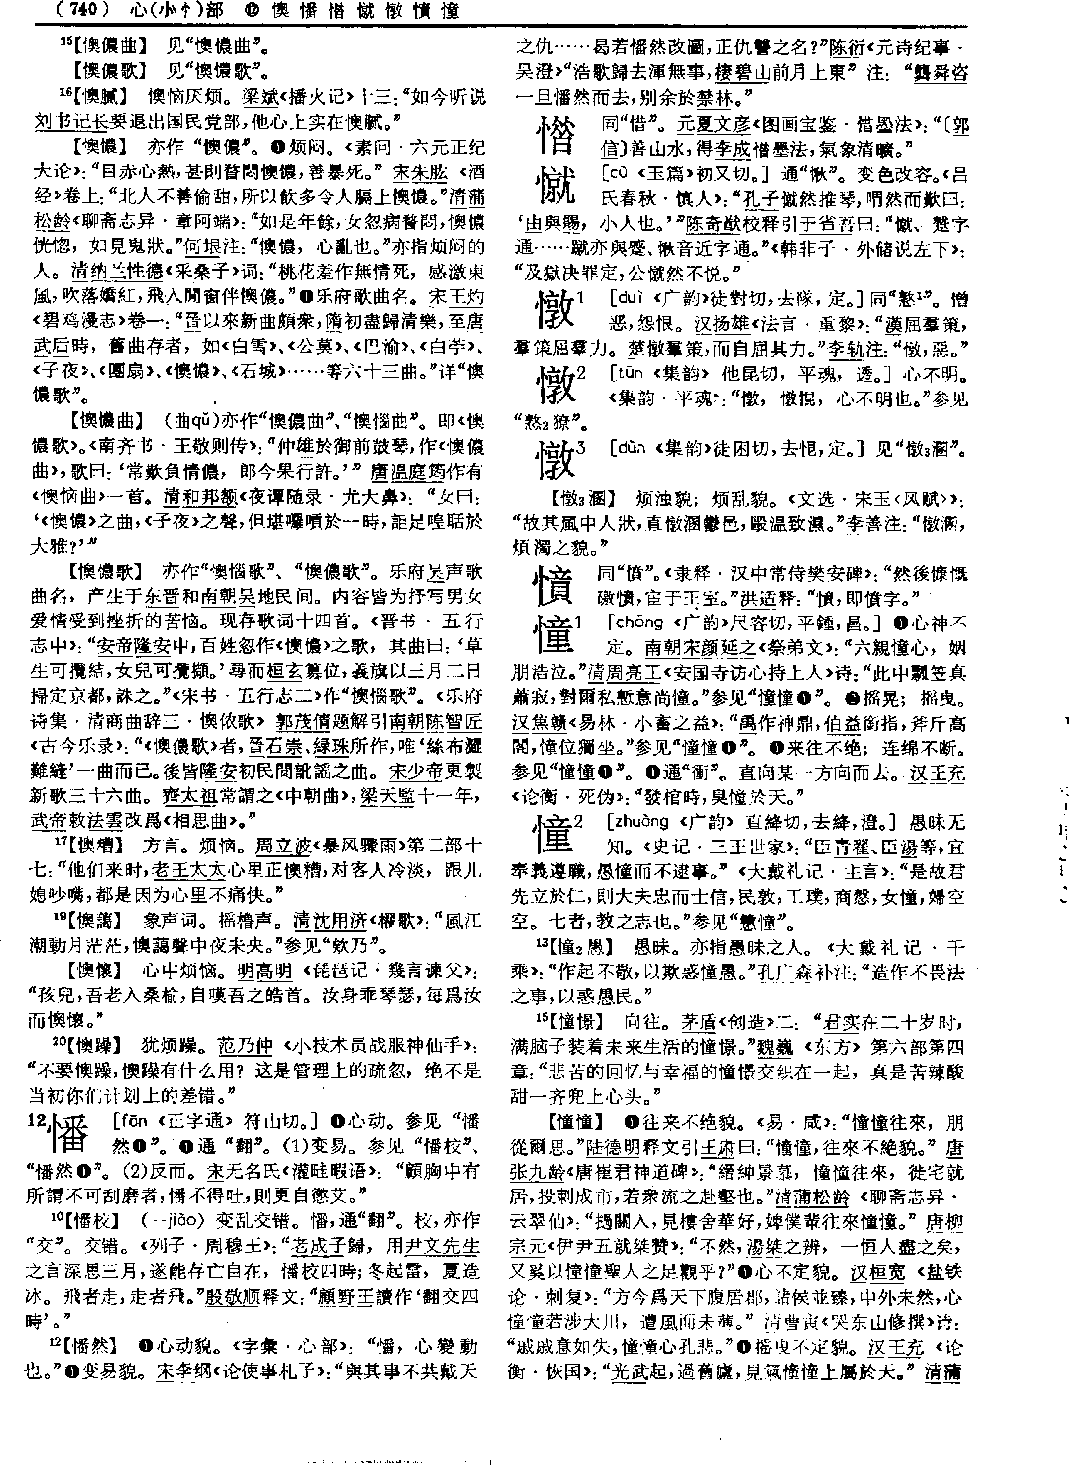 （740） 心(小忄)部 ⑫ 懊憣㦧憱憞憤憧
15【懊儂曲】 见“懊憹曲”。
【懊儂歌】 见“懊憹歌”。
16【懊腻】 懊恼厌烦。梁斌<播火记>十三：“如今听说
刘书记长要退出国民党部，他心上实在懊腻。”
【懊憹】 亦作“懊儂”。❶烦闷。<素问·六元正纪
大论>：“目赤心熱，甚則瞀悶懊憹，善暴死。” 宋朱肱 <酒
经>卷上：“北人不善偷甜，所以飲多令人膈上懊憹。”清蒲
松龄<聊斋志异·章阿端>：“如是年餘，女忽病瞀悶，懊憹
恍惚，如見鬼狀。”何垠注：“懊憹，心亂也。”亦指烦闷的
人。清纳兰性德<采桑子>词：“桃花羞作無情死，感激東
風，吹落嬌紅，飛入閒窗伴懊憹。”❷乐府歌曲名。宋王灼
<碧鸡漫志>卷一：“晋以來新曲頗衆，隋初盡歸清樂，至唐
武后時，舊曲存者，如<白雪>、<公莫>、<巴渝>、<白苧>、
<子夜>、<團扇>、<懊憹>、<石城>……等六十三曲。”详“懊
憹歌”。
【懊憹曲】 （曲qǔ）亦作“懊儂曲”、“懊惱曲”。即<懊
憹歌>。<南齐书·王敬则传>：“仲雄於御前鼓琴，作<懊儂
曲>，歌曰：‘常歎負情儂，郎今果行許。’” 唐温庭筠作有
<懊恼曲>一首。清和邦额<夜谭随录·尤大鼻>：“女曰：
‘<懊憹>之曲，<子夜>之聲，但堪囉嗊於一時，詎足喤聒於
大雅？’”
【懊憹歌】 亦作“懊惱歌”、“懊儂歌”。乐府吴声歌
曲名，产生于东晋和南朝吴地民间。内容皆为抒写男女
爱情受到挫折的苦恼。现存歌词十四首。<晋书·五行
志中>：“安帝隆安中，百姓忽作<懊憹>之歌，其曲曰：‘草
生可攬結，女兒可攬擷。’尋而桓玄篡位，義旗以三月二日
掃定京都，誅之。”<宋书·五行志二>作“懊惱歌”。<乐府
诗集·清商曲辞三·懊侬歌> 郭茂倩题解引南朝陈智匠
<古今乐录>：“<懊儂歌>者，晋石崇、緑珠所作，唯‘絲布澀
難縫’一曲而已。後皆隆安初民間訛謡之曲。宋少帝更製
新歌三十六曲。齊太祖常謂之<中朝曲>，梁天監十一年，
武帝敕法雲改爲<相思曲>。”
17【懊糟】 方言。烦恼。周立波<暴风骤雨>第二部十
七：“他们来时，老王太太心里正懊糟，对客人冷淡，跟儿
媳吵嘴，都是因为心里不痛快。”
19【懊藹】 象声词。摇橹声。清沈用济<櫂歌>：“風江
潮動月茫茫，懊藹聲中夜未央。”参见“欸乃”。
【懊懷】 心中烦恼。明高明 <琵琶记·幾言谏父>：
“孩兒，吾老入桑榆，自嘆吾之皓首。汝身乖琴瑟，每爲汝
而懊懷。”
20【懊躁】 犹烦躁。范乃仲 <小技术员战服神仙手>：
“不要懊躁，懊躁有什么用？这是管理上的疏忽，绝不是
当初你们计划上的差错。”
12憣 [fān <正字通> 符山切。] ❶心动。参见 “憣
然❶”。❷通 “翻”。(1)变易。参见 “憣校”、
“憣然❷”。(2)反而。宋无名氏<灌畦暇语>：“顧胸中有
所謂不可刮磨者，憣不得吐，則更自懲艾。”
10【憣校】 （－jiào）变乱交错。憣，通“翻”。校，亦作
“交”。交错。<列子·周穆王>：“老成子歸，用尹文先生
之言深思三月，遂能存亡自在，憣校四時；冬起雷，夏造
冰。飛者走，走者飛。”殷敬顺释文：“顧野王讀作‘翻交四
時’。”
12【憣然】 ❶心动貌。<字彙·心部>：“憣，心變動
也。”❷变易貌。宋李纲<论使事札子>：“與其事不共戴天
之仇……曷若憣然改圖，正仇讐之名？”陈衍<元诗纪事·
吴澄>“浩歌歸去渾無事，棲碧山前月上東” 注：“龔舜咨
一旦憣然而去，别余於禁林。”
㦧 同“惜”。元夏文彦<图画宝鉴·惜墨法>：“〔郭
信〕善山水，得李成惜墨法，氣象清曠。”
憱 [cù <玉篇>初又切。] 通“愀”。变色改容。<吕
氏春秋·慎人>：“孔子憱然推琴，喟然而歎曰：
‘由與賜，小人也。’”陈奇猷校释引于省吾曰：“憱、蹵字
通……蹴亦與蹙、愀音近字通。”<韩非子·外储说左下>：
“及獄决罪定，公憱然不悦。”
憞1 [duì <广韵>徒對切，去隊，定。] 同“憝1”。憎
恶，怨恨。汉扬雄<法言·重黎>：“漢屈羣策，
羣策屈羣力。楚憞羣策，而自屈其力。”李轨注：“憞，惡。”
憞2 [tūn <集韵> 他昆切，平魂，透。] 心不明。
<集韵·平魂>：“憞，憞恨，心不明也。”参见
“憝2獠”。
憞3 [dùn <集韵>徒困切，去慁，定。] 见“憞3溷”。
【憞3溷】 烦浊貌；烦乱貌。<文选·宋玉<风赋>>：
“故其風中人狀，直憞溷鬱邑，毆温致濕。”李善注：“憞溷，
煩濁之貌。”
憤 同“愤”。<隶释·汉中常侍樊安碑>：“然後慷慨
激憤，宦于王室。”洪适释：“憤，即憤字。”
憧1 [chōng <广韵>尺容切，平鍾，昌。] ❶心神不
定。南朝宋颜延之<祭弟文>：“六親憧心，姻
朋浩泣。”清周亮工<安国寺访心持上人>诗：“此中飄笠真
蕭寂，對爾私慙意尚憧。”参见“憧憧❷”。❷摇晃；摇曳。
汉焦赣<易林·小畜之益>：“禹作神鼎，伯益銜指，斧斤高
閣，憧位獨坐。”参见“憧憧❸”。❸来往不绝；连绵不断。
参见“憧憧❶”。❹通“衝”。直向某一方向而去。汉王充
<论衡·死伪>：“發棺時，臭憧於天。”
憧2 [zhuàng <广韵> 直絳切，去絳，澄。] 愚昧无
知。<史记·三王世家>：“臣青翟、臣湯等，宜
奉義遵職，愚憧而不逮事。” <大戴礼记·主言>：“是故君
先立於仁，則大夫忠而士信，民敦，工璞，商慤，女憧，婦空
空。七者，教之志也。”参见“戆憧”。
13【憧2愚】 愚昧。亦指愚昧之人。<大戴礼记·千
乘>：“作起不敬，以欺惑憧愚。”孔广森补注：“造作不畏法
之事，以惑愚民。”
15【憧憬】 向往。茅盾<创造>二：“君实在二十岁时，
满脑子装着未来生活的憧憬。”魏巍 <东方> 第六部第四
章：“悲苦的回忆与幸福的憧憬交织在一起，真是苦辣酸
甜一齐兜上心头。”
【憧憧】 ❶往来不绝貌。<易·咸>：“憧憧往來，朋
從爾思。”陆德明释文引王肃曰：“憧憧，往來不絶貌。” 唐
张九龄<唐崔君神道碑>：“縉紳景慕，憧憧往來，徙宅就
居，投刺成市，若衆流之赴壑也。”清蒲松龄 <聊斋志异·
云翠仙>：“撝關入，見樓舍華好，婢僕輩往來憧憧。” 唐柳
宗元<伊尹五就桀赞>：“不然，湯桀之辨，一恒人盡之矣，
又奚以憧憧聖人之足觀乎？”❷心不定貌。汉桓宽 <盐铁
论·刺复>：“方今爲天下腹居郡，諸侯並臻，中外未然，心
憧憧若涉大川，遭風而未薄。” 清曹寅<哭东山修撰>诗：
“戚戚意如失，憧憧心孔悲。”❸摇曳不定貌。汉王充 <论
衡·恢国>：“光武起，過舊廬，見氣憧憧上屬於天。” 清蒲